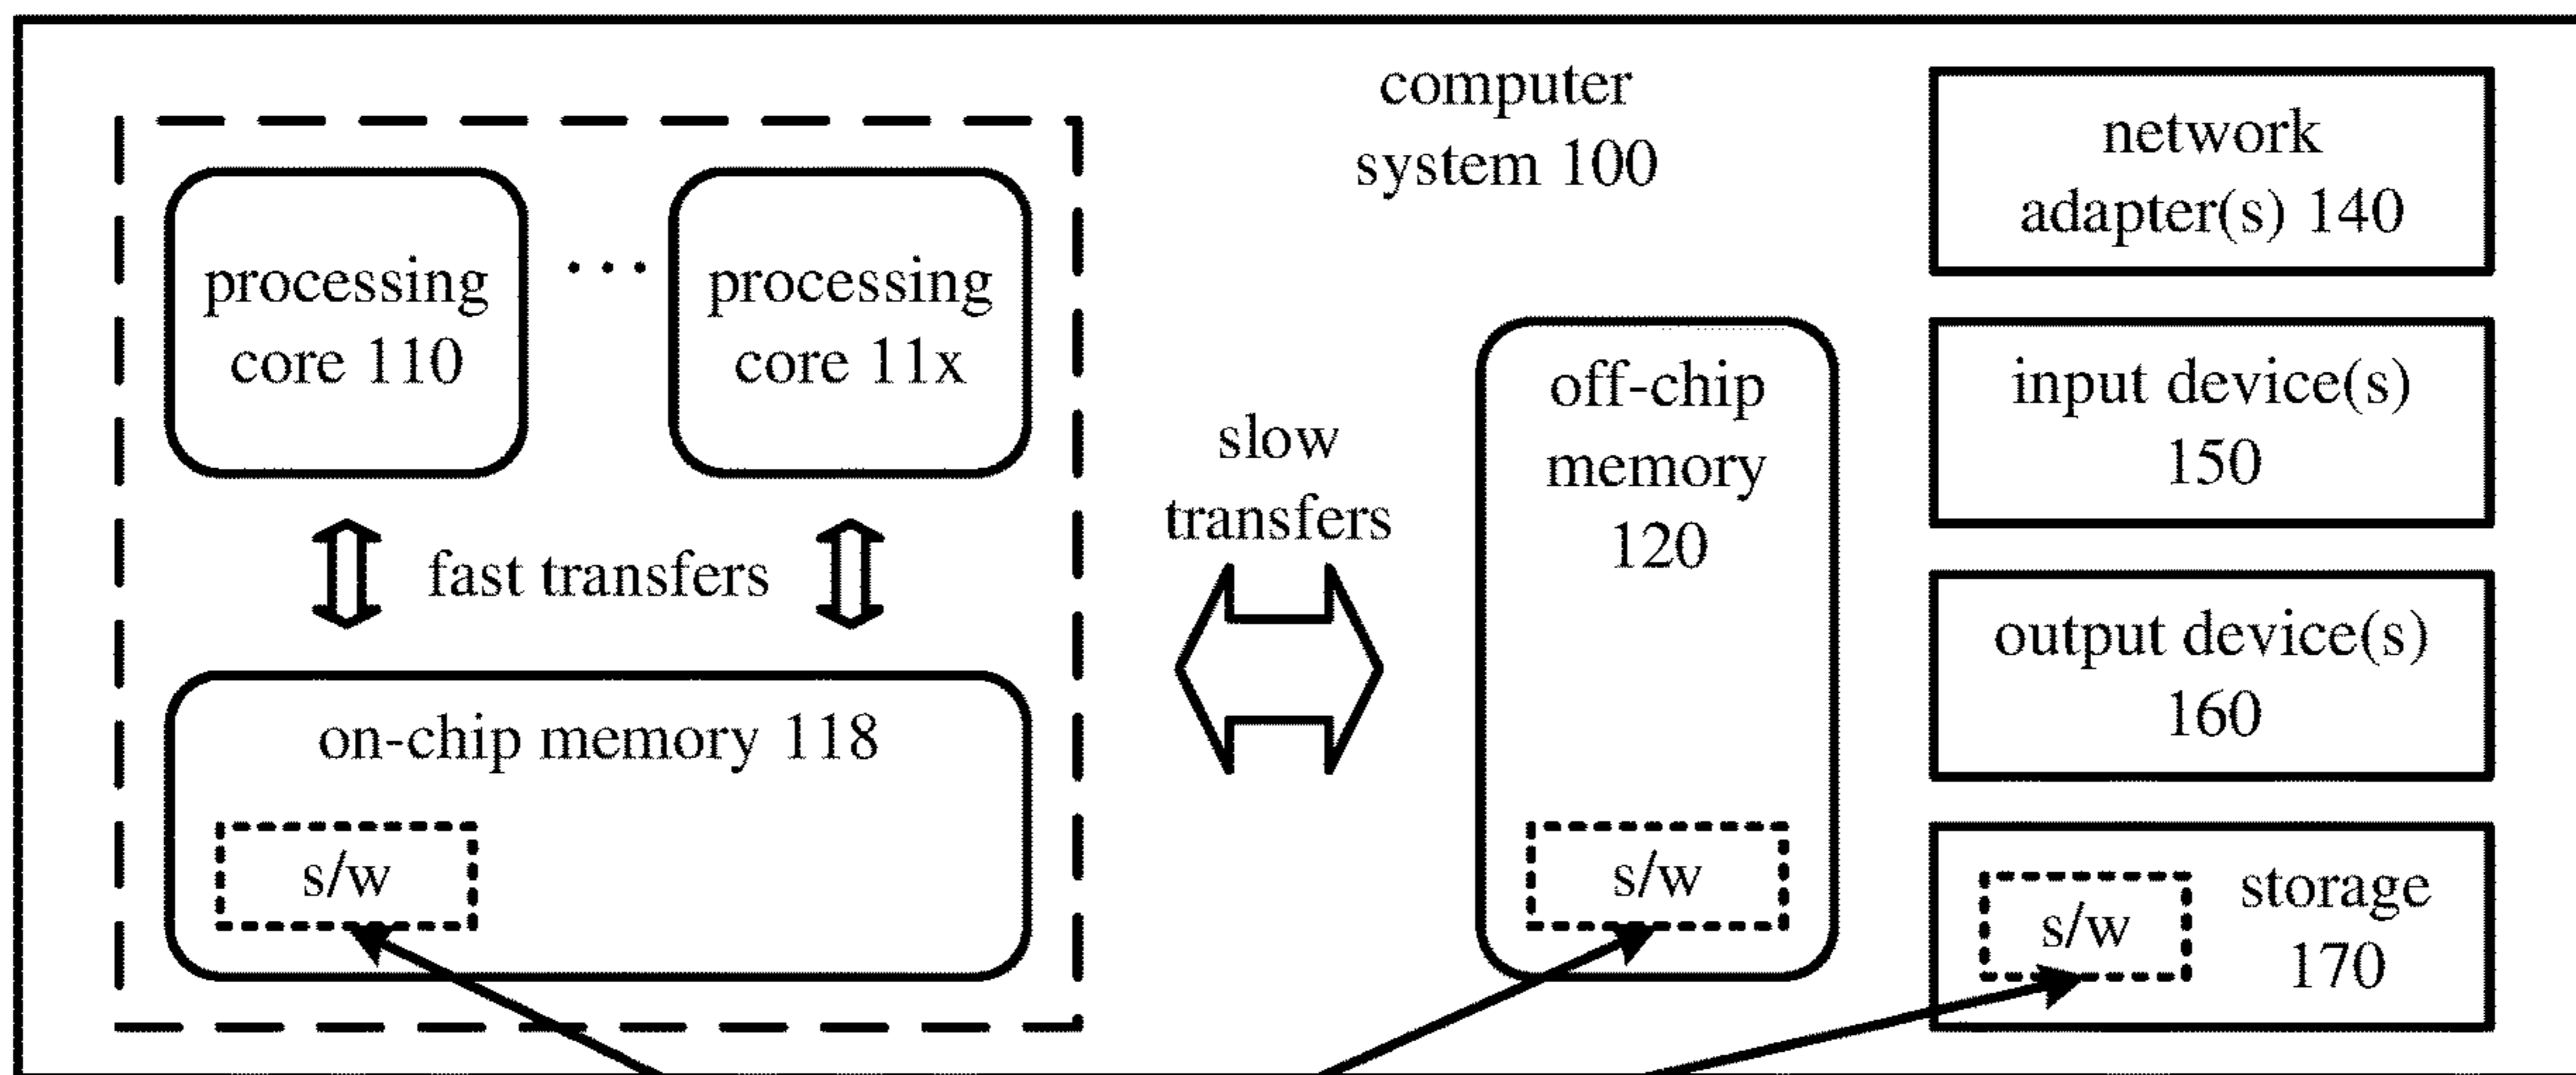 computer
system 100
processing
core 110
...
processing
core 11x
fast transfers
on-chip memory 118
s/w
slow
transfers
off-chip
memory
120
s/w
network
adapter(s) 140
input device(s)
150
output device(s)
160
s/w
storage
170